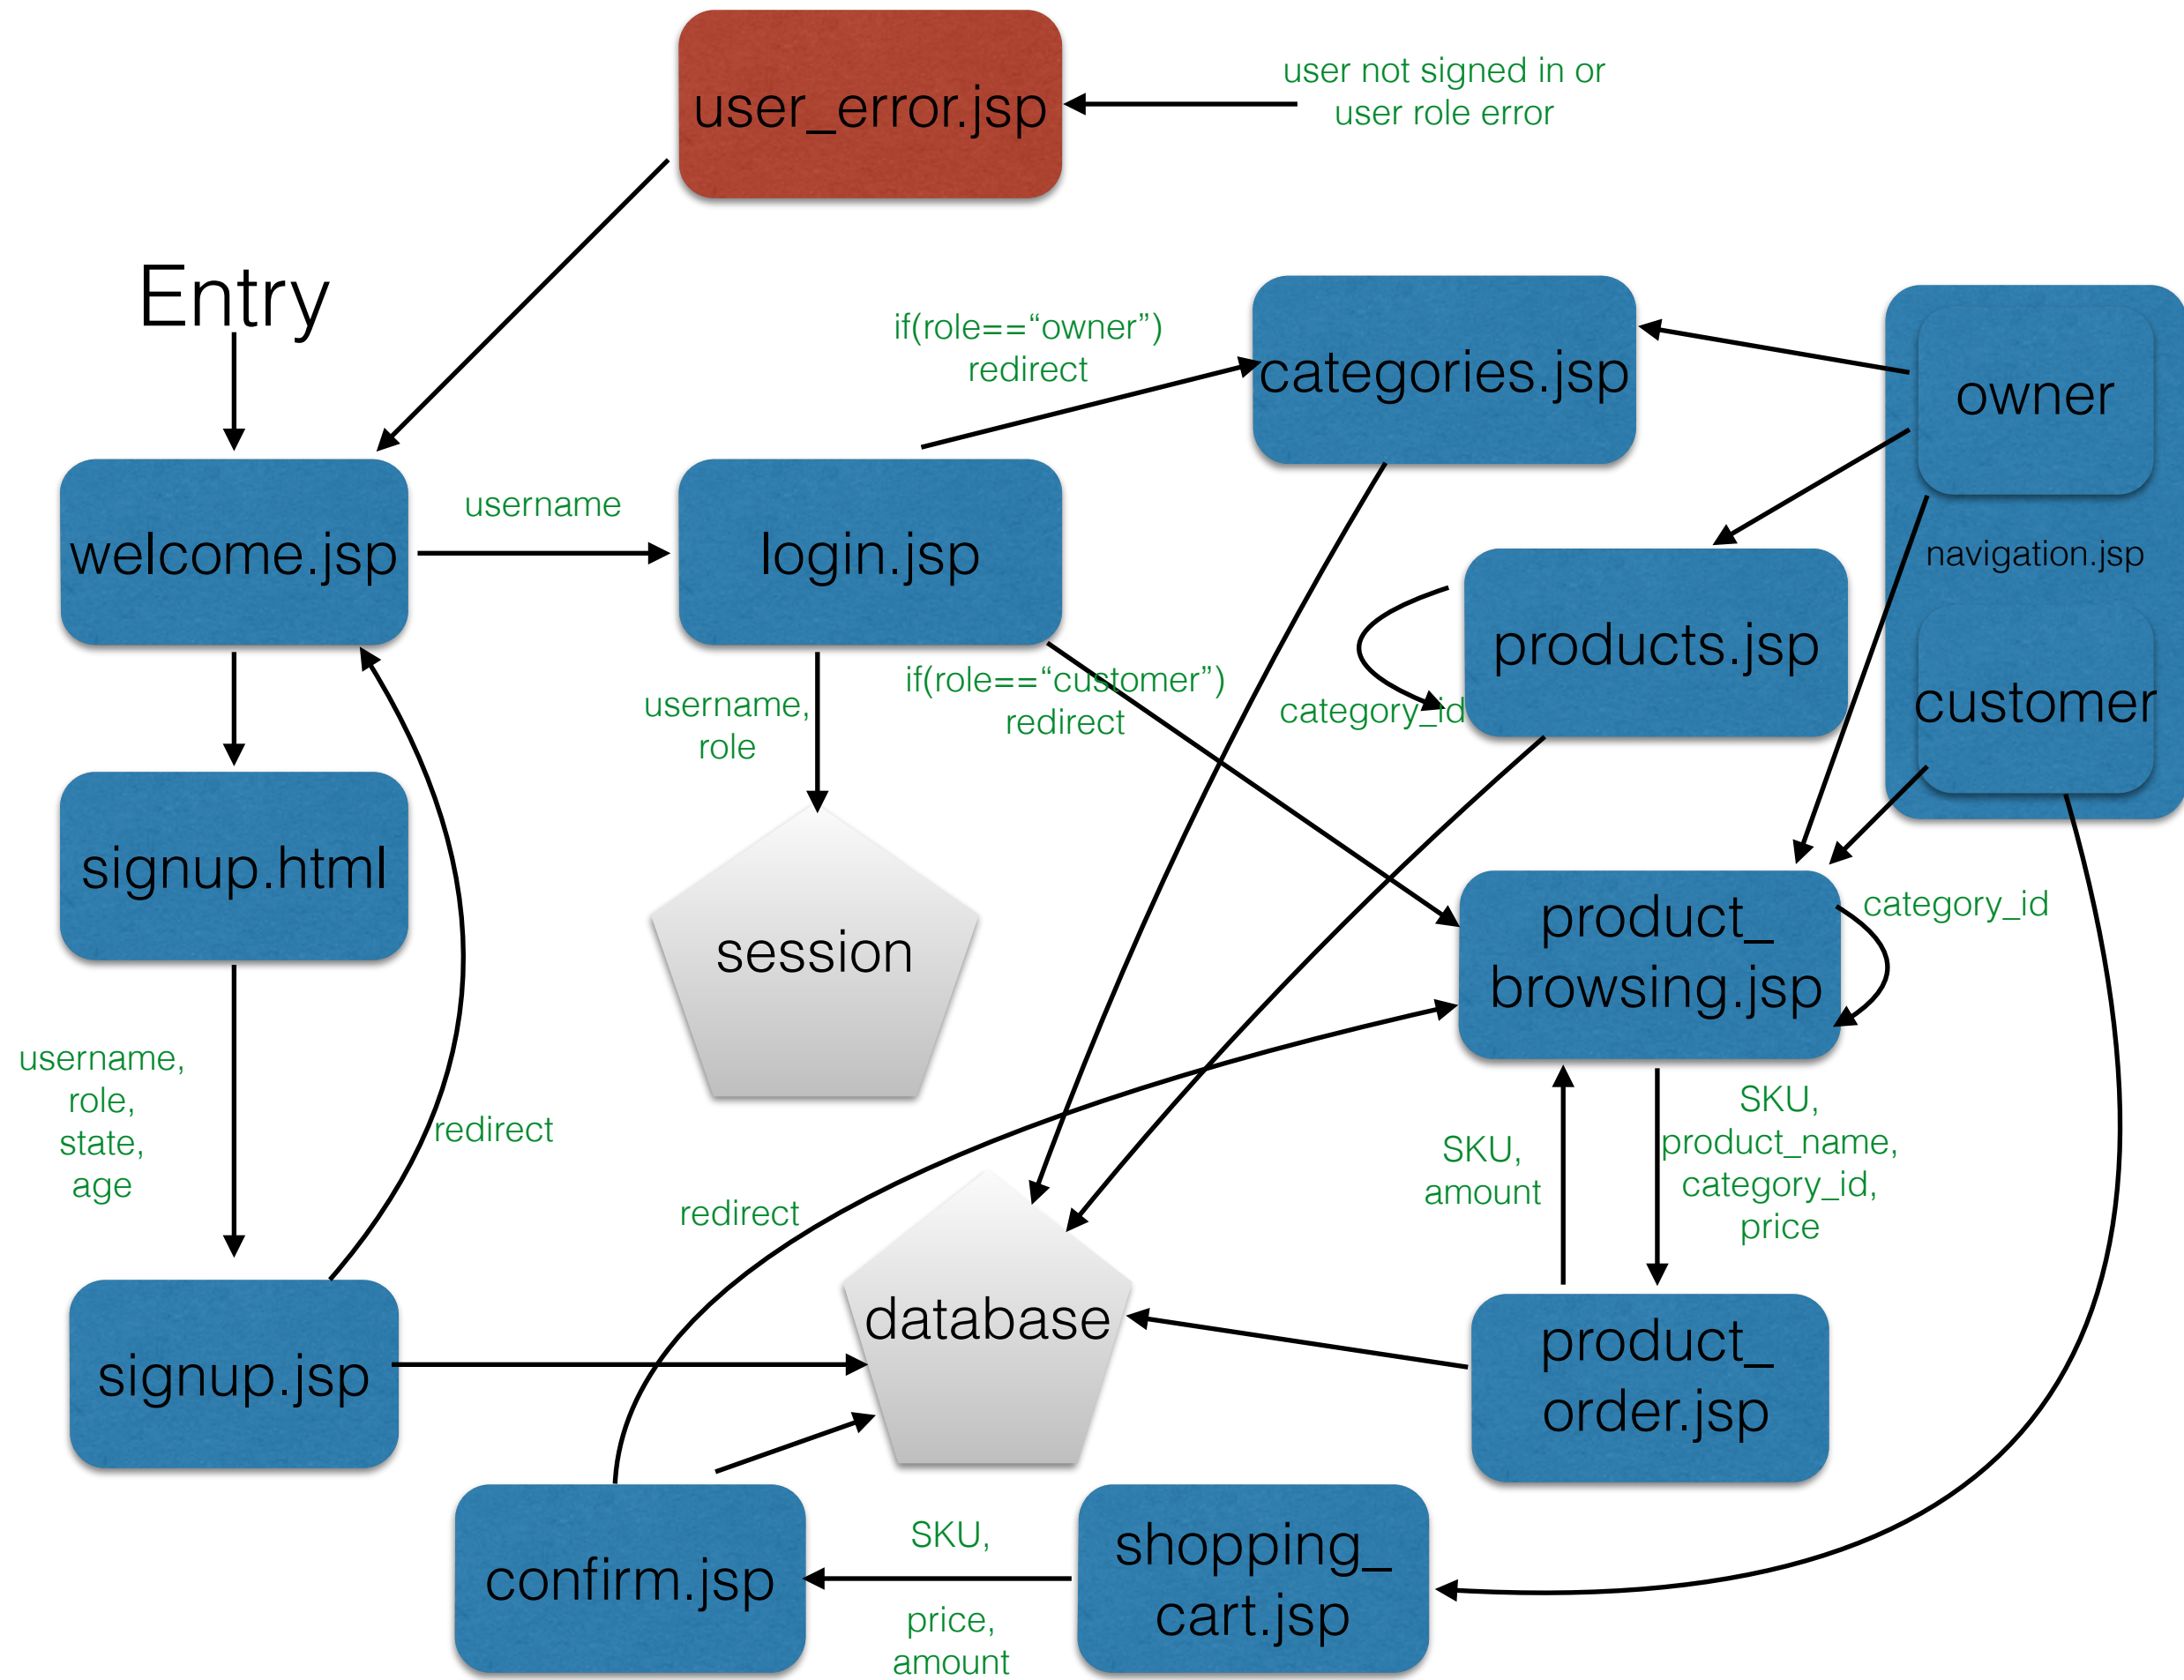 user_error.jsp
user not signed in or
user role error
Entry
if(role==“owner”)
redirect
categories.jsp
owner
welcome.jsp
username
login.jsp
navigation.jsp
products.jsp
category_id
customer
username,
role
if(role==“customer”)
redirect
signup.html
session
product_
browsing.jsp
category_id
username,
role,
state,
age
redirect
redirect
SKU,
amount
SKU,
product_name,
category_id,
price
signup.jsp
database
product_
order.jsp
confirm.jsp
SKU,
price,
amount
shopping_
cart.jsp